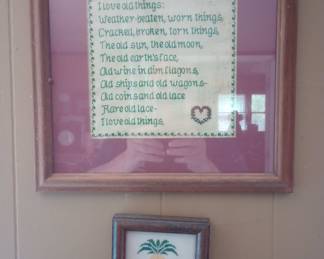 I love old things:
Weather-beaten, worn things,
Cracked, broken, torn things,
The old sun, the old moon,
The old earth's face,
Old wine in dim flagons,
Old ships and old wagons-
Old coins and old lace
Rare old lace-
I love old things.